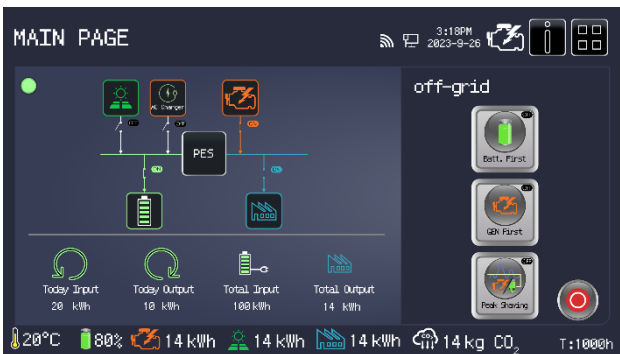 MAIN PAGE
3:18PM
2023-9-26
off-grid
AC Charger
PES
Batt. First
GEN First
Peak Shaving
Today Input
Today Output
Total Input
Total Output
20 kWh
10 kWh
100 kWh
14 kWh
20°C
80%
14 kWh
14 kWh
14 kWh
14 kg CO₂
T:1000h